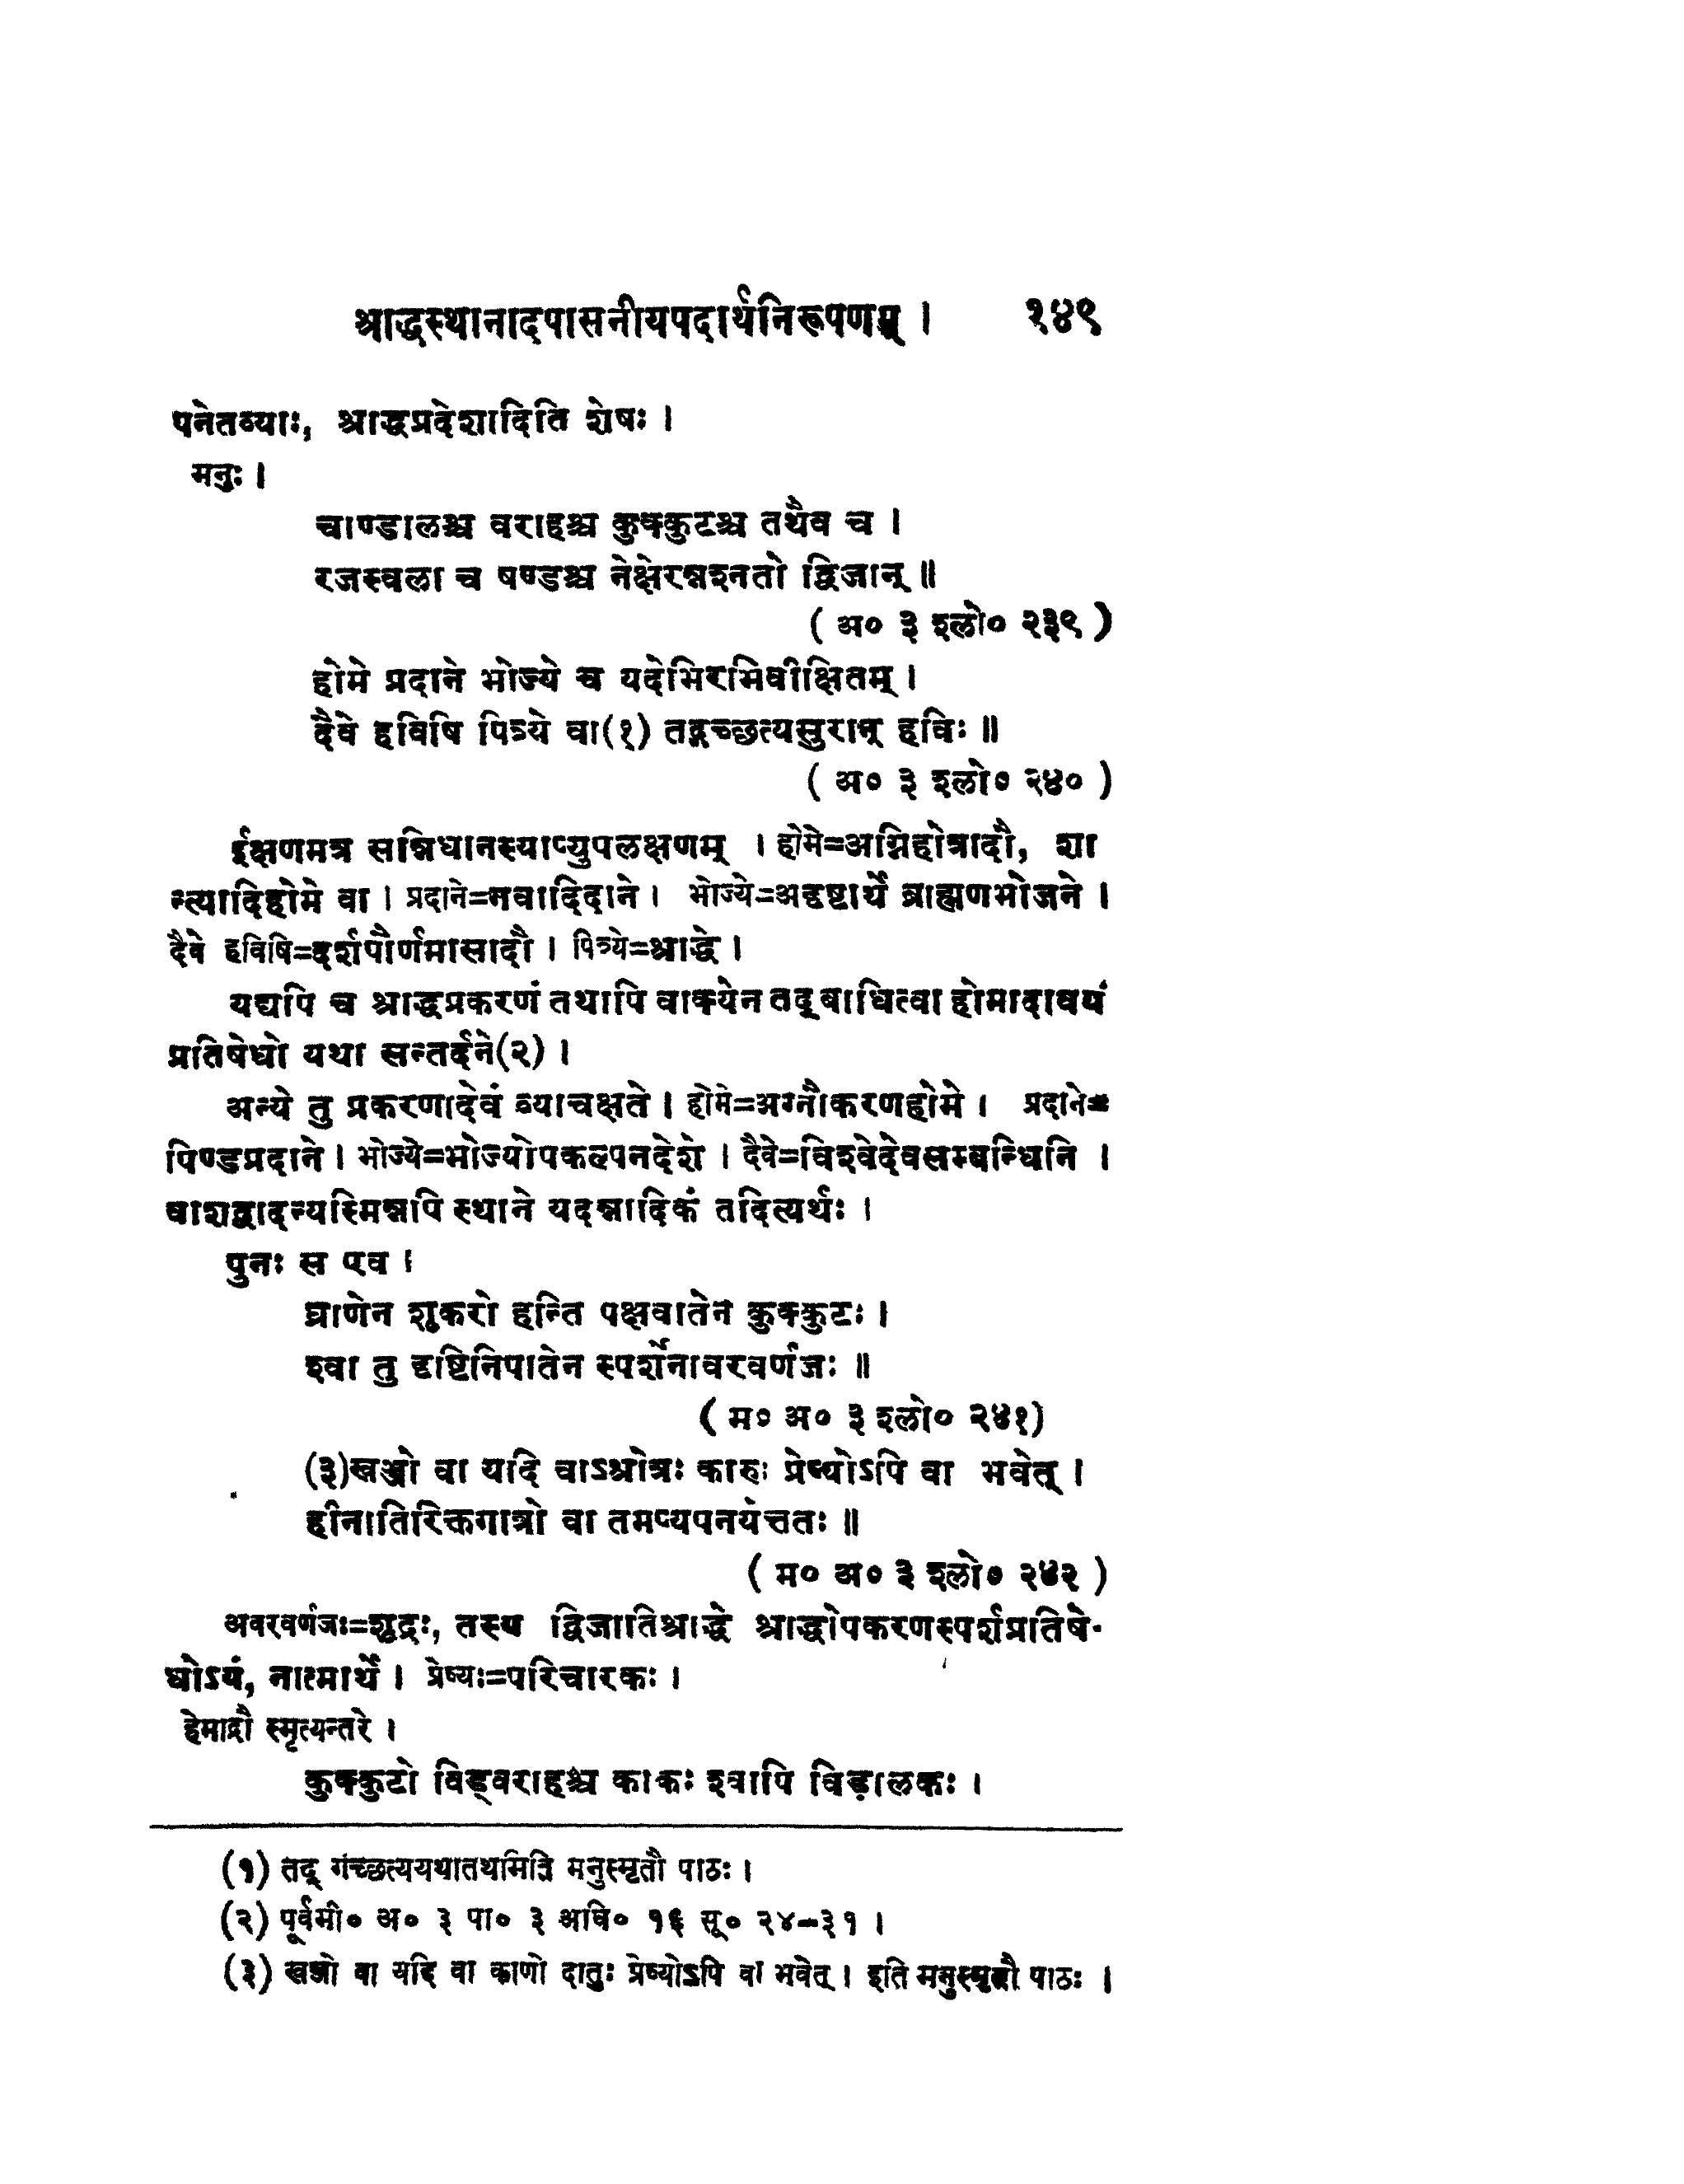 श्राद्धस्थानादपासनीयपदार्थनिरूपणम् । १४९
पनेतव्याः, श्राद्धप्रदेशादिति शेषः ।
मनुः ।
चाण्डालश्च वराहश्च कुक्कुटश्च तथैव च ।
रजस्वला च षण्डश्च नेक्षेरन्नश्नतो द्विजान् ॥
( अ० ३ श्लो० २३९ )
होमे प्रदाने भोज्ये च यदेभिरभिवीक्षितम् ।
दैवे हविषि पित्र्ये वा(१) तद्गच्छत्यसुरान् हविः ॥
( अ० ३ श्लो० २४० )
ईक्षणमत्र सन्निधानस्याप्युपलक्षणम् । होमे=अग्निहोत्रादौ, शा
न्त्यादिहोमे वा । प्रदाने=गवादिदाने । भोज्ये=अदृष्टार्थे ब्राह्मणभोजने ।
दैवे हविषि=दर्शपौर्णमासादौ । पित्र्ये=श्राद्धे ।
यद्यपि च श्राद्धप्रकरणं तथापि वाक्येन तद् बाधित्वा होमादावयं
प्रतिषेधो यथा सन्तर्दने(२) ।
अन्ये तु प्रकरणादेवं व्याचक्षते । होमे=अग्नौकरणहोमे । प्रदाने=
पिण्डप्रदाने । भोज्ये=भोज्योपकल्पनदेशे । दैवे=विश्वेदेवसम्बन्धिनि ।
वाशब्दादन्यस्मिन्नपि स्थाने यदन्नादिकं तदित्यर्थः ।
पुनः स एव ।
घ्राणेन शुकरो हन्ति पक्षवातेन कुक्कुटः ।
श्वा तु दृष्टिनिपातेन स्पर्शेनावरवर्णजः ॥
( म० अ० ३ श्लो० २४१)
(३)खञ्जो वा यदि वाऽश्रोत्रः कारुः प्रेष्योऽपि वा भवेत् ।
हीनातिरिक्तगात्रो वा तमप्यपनयेत्ततः ॥
( म० अ० ३ श्लो० २४२ )
अवरवर्णजः=शूद्रः, तस्य द्विजातिश्राद्धे श्राद्धोपकरणस्पर्शप्रतिषे-
धोऽयं, नात्मार्थे । प्रेष्यः=परिचारकः ।
हेमाद्रौ स्मृत्यन्तरे ।
कुक्कुटो विड्वराहश्च काकः श्वापि विड़ालकः ।
(१) तद् गच्छत्ययथातथमिति मनुस्मृतौ पाठः ।
(२) पूर्वमी० अ० ३ पा० ३ अधि० १६ सू० २४-३१ ।
(३) खञ्जो वा यदि वा काणो दातुः प्रेष्योऽपि वा भवेत् । इति मनुस्मृतौ पाठः ।